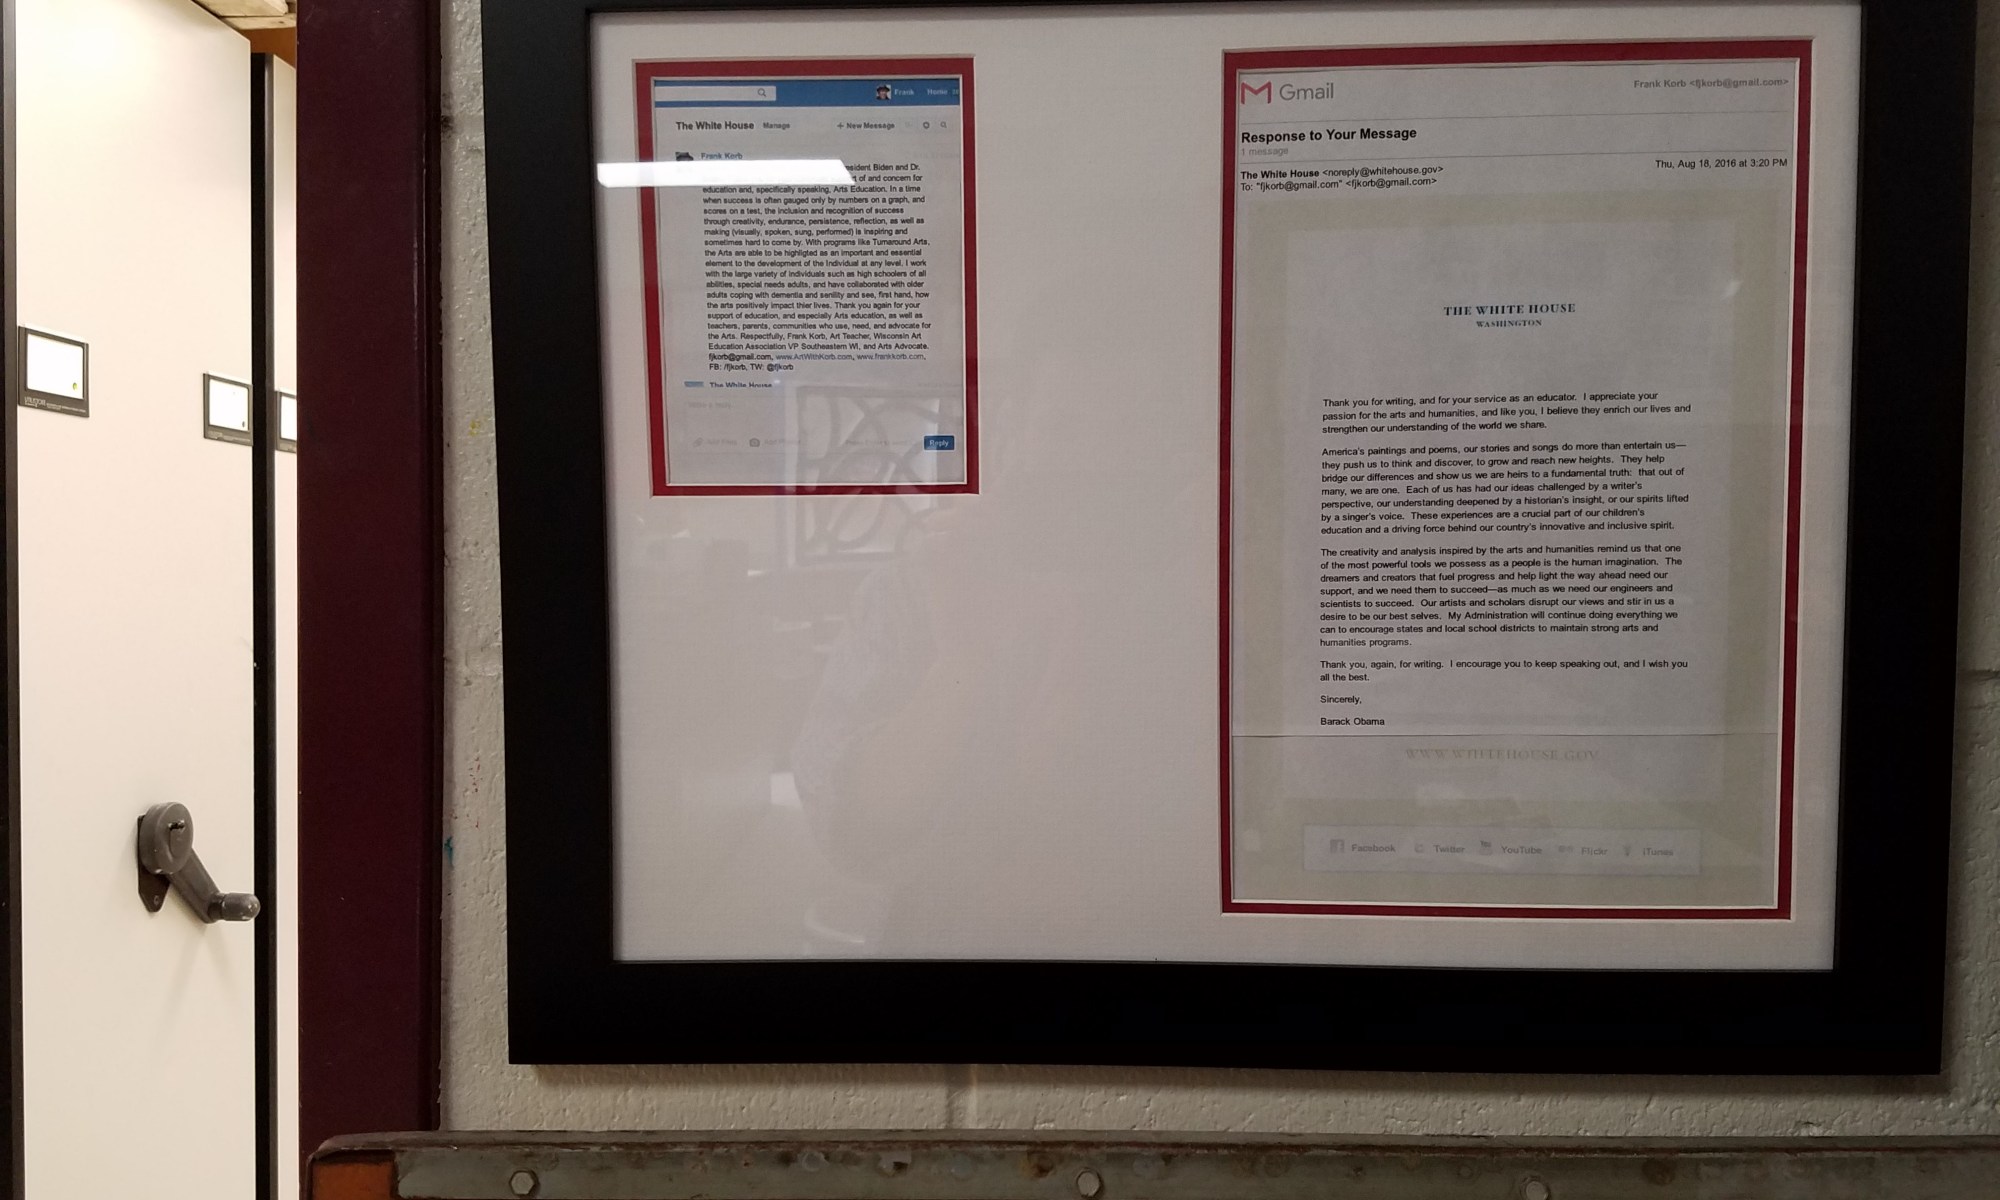 Frank Home
The White House Manage + New Message
Frank Korb
President Biden and Dr.
of and concern for
education and, specifically speaking, Arts Education. In a time
when success is often gauged only by numbers on a graph, and
scores on a test, the inclusion and recognition of success
through creativity, endurance, persistence, reflection, as well as
making (visually, spoken, sung, performed) is inspiring and
sometimes hard to come by. With programs like Turnaround Arts,
the Arts are able to be highligted as an important and essential
element to the development of the Individual at any level. I work
with the large variety of individuals such as high schoolers of all
abilities, special needs adults, and have collaborated with older
adults coping with dementia and senility and see, first hand, how
the arts positively impact thier lives. Thank you again for your
support of education, and especially Arts education, as well as
teachers, parents, communities who use, need, and advocate for
the Arts. Respectfully, Frank Korb, Art Teacher, Wisconsin Art
Education Association VP Southeastern WI, and Arts Advocate.
fjkorb@gmail.com, www.ArtWithKorb.com, www.frankkorb.com,
FB: /fjkorb, TW: @fjkorb
The White House
Reply
Gmail
Frank Korb <fjkorb@gmail.com>
Response to Your Message
1 message
The White House <noreply@whitehouse.gov>
Thu, Aug 18, 2016 at 3:20 PM
To: "fjkorb@gmail.com" <fjkorb@gmail.com>
THE WHITE HOUSE
WASHINGTON
Thank you for writing, and for your service as an educator. I appreciate your
passion for the arts and humanities, and like you, I believe they enrich our lives and
strengthen our understanding of the world we share.
America's paintings and poems, our stories and songs do more than entertain us—
they push us to think and discover, to grow and reach new heights. They help
bridge our differences and show us we are heirs to a fundamental truth: that out of
many, we are one. Each of us has had our ideas challenged by a writer's
perspective, our understanding deepened by a historian's insight, or our spirits lifted
by a singer's voice. These experiences are a crucial part of our children's
education and a driving force behind our country's innovative and inclusive spirit.
The creativity and analysis inspired by the arts and humanities remind us that one
of the most powerful tools we possess as a people is the human imagination. The
dreamers and creators that fuel progress and help light the way ahead need our
support, and we need them to succeed—as much as we need our engineers and
scientists to succeed. Our artists and scholars disrupt our views and stir in us a
desire to be our best selves. My Administration will continue doing everything we
can to encourage states and local school districts to maintain strong arts and
humanities programs.
Thank you, again, for writing. I encourage you to keep speaking out, and I wish you
all the best.
Sincerely,
Barack Obama
WWW.WHITEHOUSE.GOV
Facebook Twitter YouTube Flickr iTunes